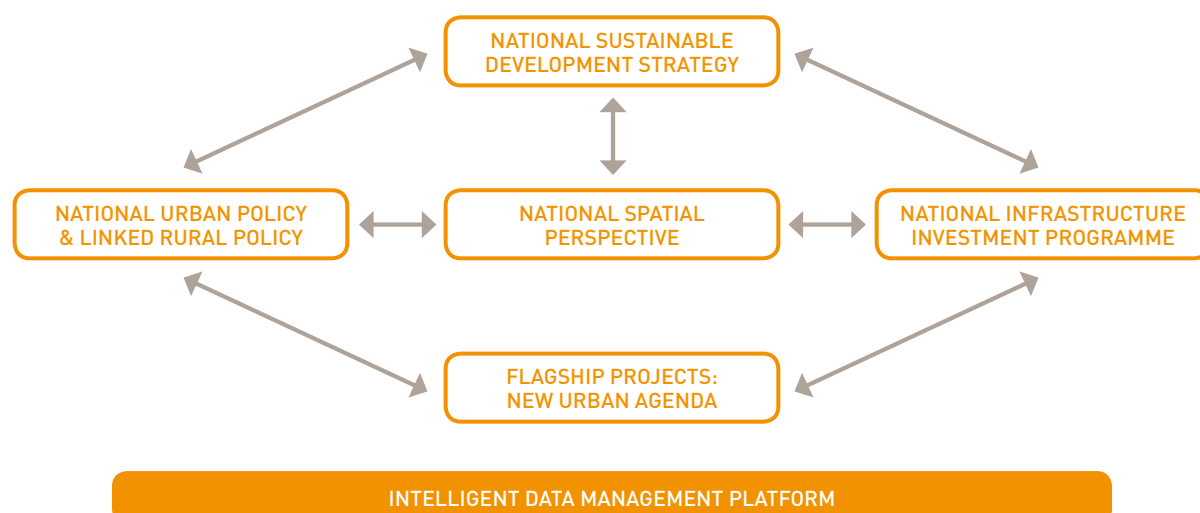 NATIONAL SUSTAINABLE
DEVELOPMENT STRATEGY
NATIONAL URBAN POLICY
& LINKED RURAL POLICY
NATIONAL SPATIAL
PERSPECTIVE
NATIONAL INFRASTRUCTURE
INVESTMENT PROGRAMME
FLAGSHIP PROJECTS:
NEW URBAN AGENDA
INTELLIGENT DATA MANAGEMENT PLATFORM